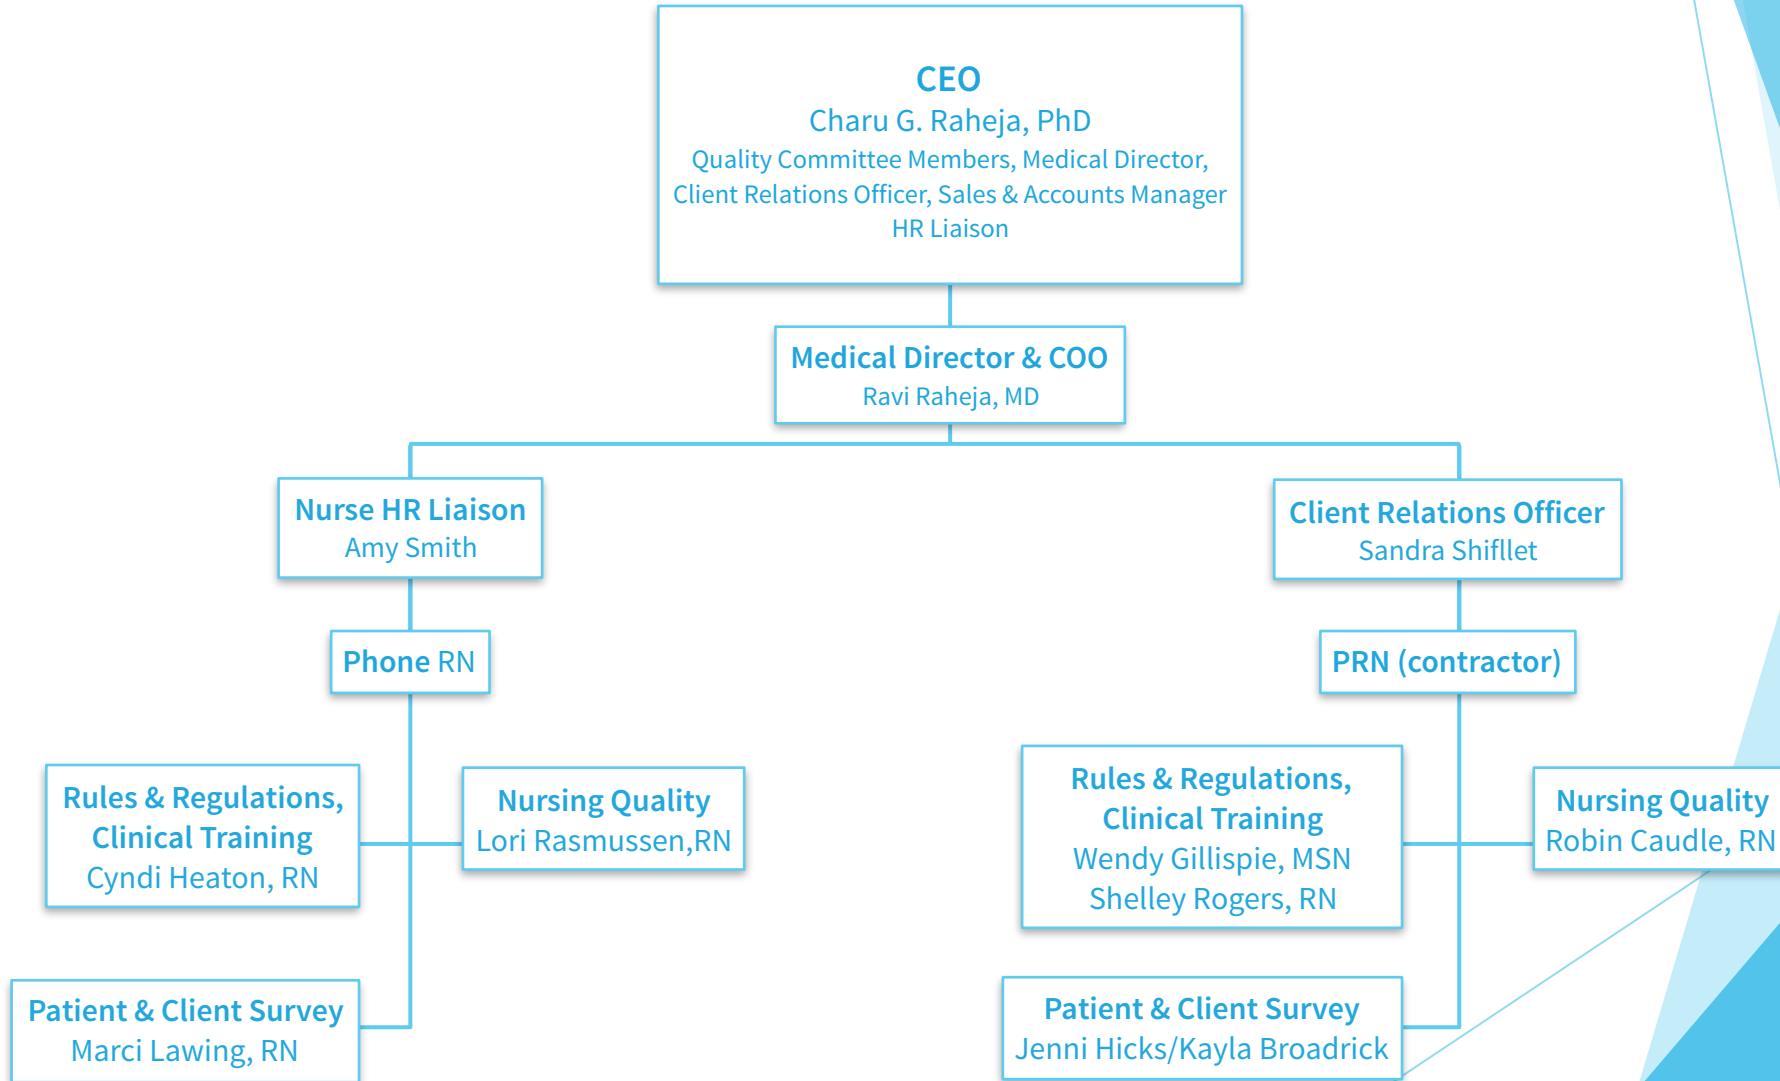 CEO
Charu G. Raheja, PhD
Quality Committee Members, Medical Director,
Client Relations Officer, Sales & Accounts Manager
HR Liaison
Medical Director & COO
Ravi Raheja, MD
Nurse HR Liaison
Amy Smith
Client Relations Officer
Sandra Shifllet
Phone RN
PRN (contractor)
Rules & Regulations,
Clinical Training
Cyndi Heaton, RN
Nursing Quality
Lori Rasmussen,RN
Rules & Regulations,
Clinical Training
Wendy Gillispie, MSN
Shelley Rogers, RN
Nursing Quality
Robin Caudle, RN
Patient & Client Survey
Marci Lawing, RN
Patient & Client Survey
Jenni Hicks/Kayla Broadrick